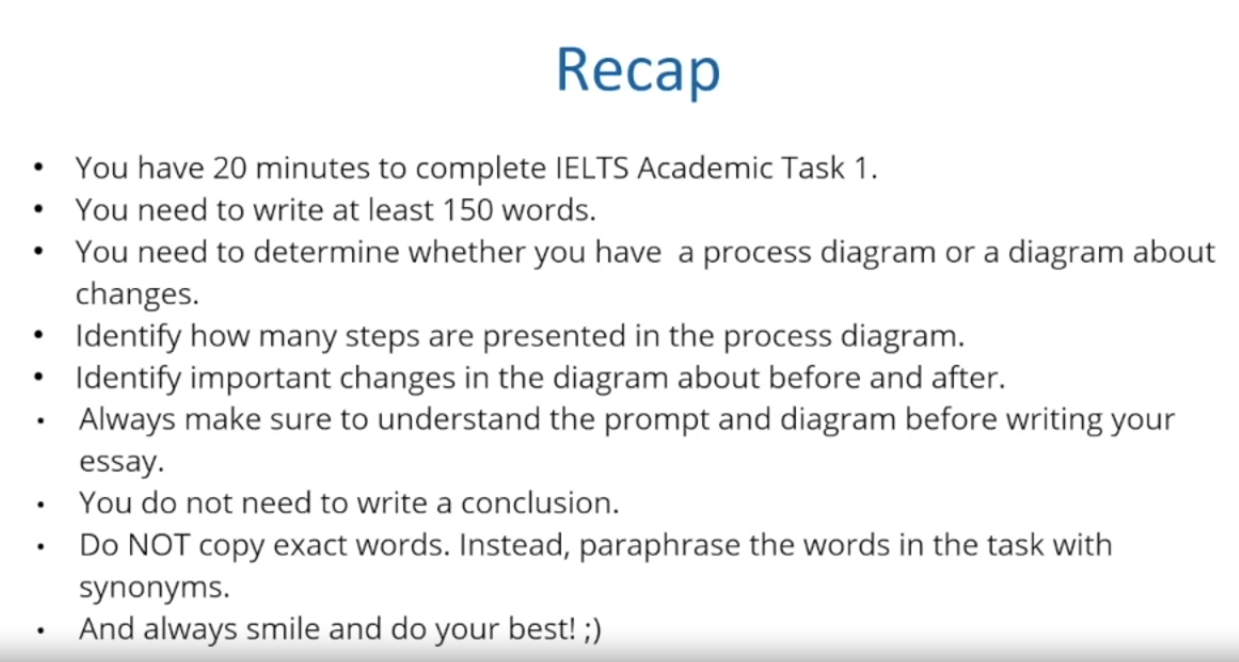 Recap
• You have 20 minutes to complete IELTS Academic Task 1.
• You need to write at least 150 words.
• You need to determine whether you have  a process diagram or a diagram about
changes.
• Identify how many steps are presented in the process diagram.
• Identify important changes in the diagram about before and after.
• Always make sure to understand the prompt and diagram before writing your
essay.
• You do not need to write a conclusion.
• Do NOT copy exact words. Instead, paraphrase the words in the task with
synonyms.
• And always smile and do your best! ;)